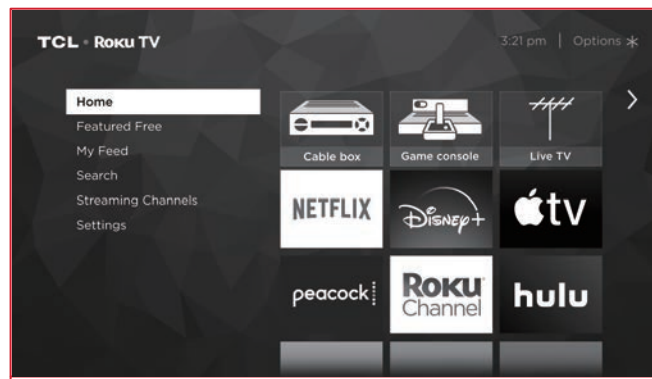 TCL • ROKU TV
3:21 pm | Options *
Home
Featured Free
My Feed
Search
Streaming Channels
Settings
Cable box
Game console
Live TV
NETFLIX
Disney+
tv
peacock
ROKU
Channel
hulu